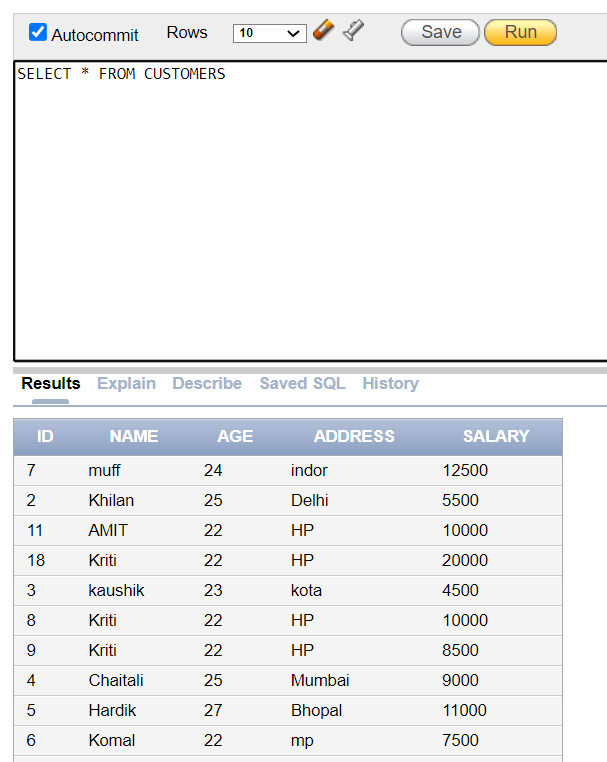 Autocommit Rows 10 Save Run
SELECT * FROM CUSTOMERS
Results Explain Describe Saved SQL History
ID NAME AGE ADDRESS SALARY
7 muff 24 indor 12500
2 Khilan 25 Delhi 5500
11 AMIT 22 HP 10000
18 Kriti 22 HP 20000
3 kaushik 23 kota 4500
8 Kriti 22 HP 10000
9 Kriti 22 HP 8500
4 Chaitali 25 Mumbai 9000
5 Hardik 27 Bhopal 11000
6 Komal 22 mp 7500